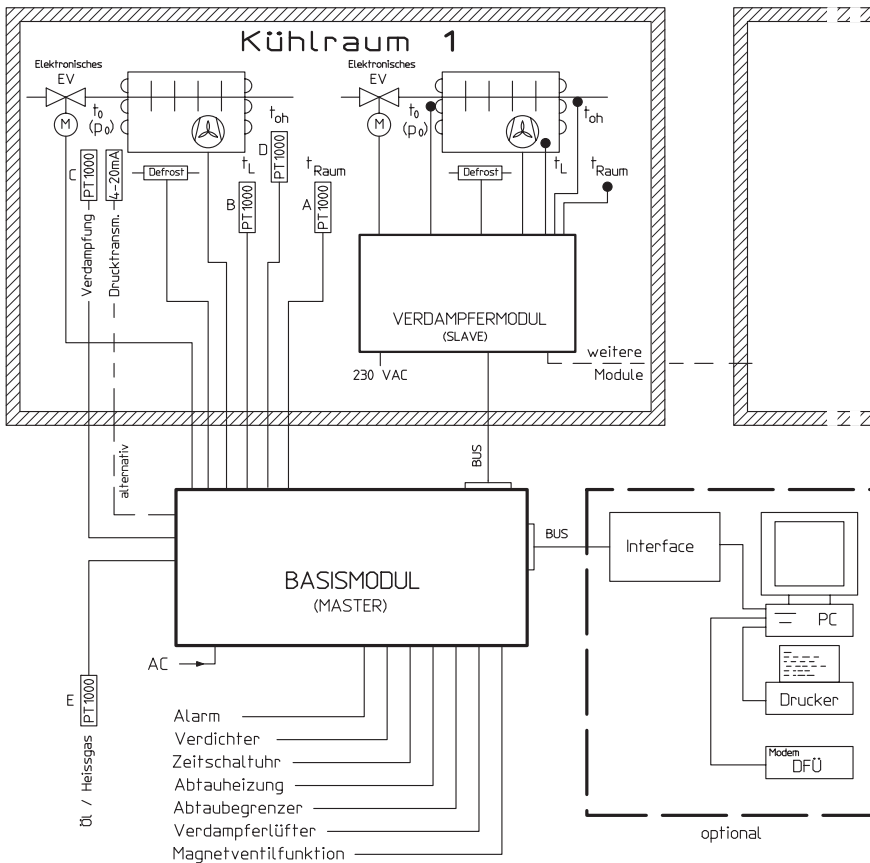 Kühlraum 1
Elektronisches
EV
M
t₀
(p₀)
tL
toh
D
PT1000
C
PT1000
4-20mA
Defrost
B
PT1000
tRaum
A
PT1000
Verdampfung
Drucktransm.
alternativ
Elektronisches
EV
M
t₀
(p₀)
Defrost
tL
toh
tRaum
VERDAMPFERMODUL
(SLAVE)
230 VAC
weitere
Module
BUS
BASISMODUL
(MASTER)
BUS
Interface
PC
Drucker
Modem
DFÜ
optional
AC
E
PT1000
Öl / Heissgas
Alarm
Verdichter
Zeitschaltuhr
Abtauheizung
Abtaubegrenzer
Verdampferlüfter
Magnetventilfunktion